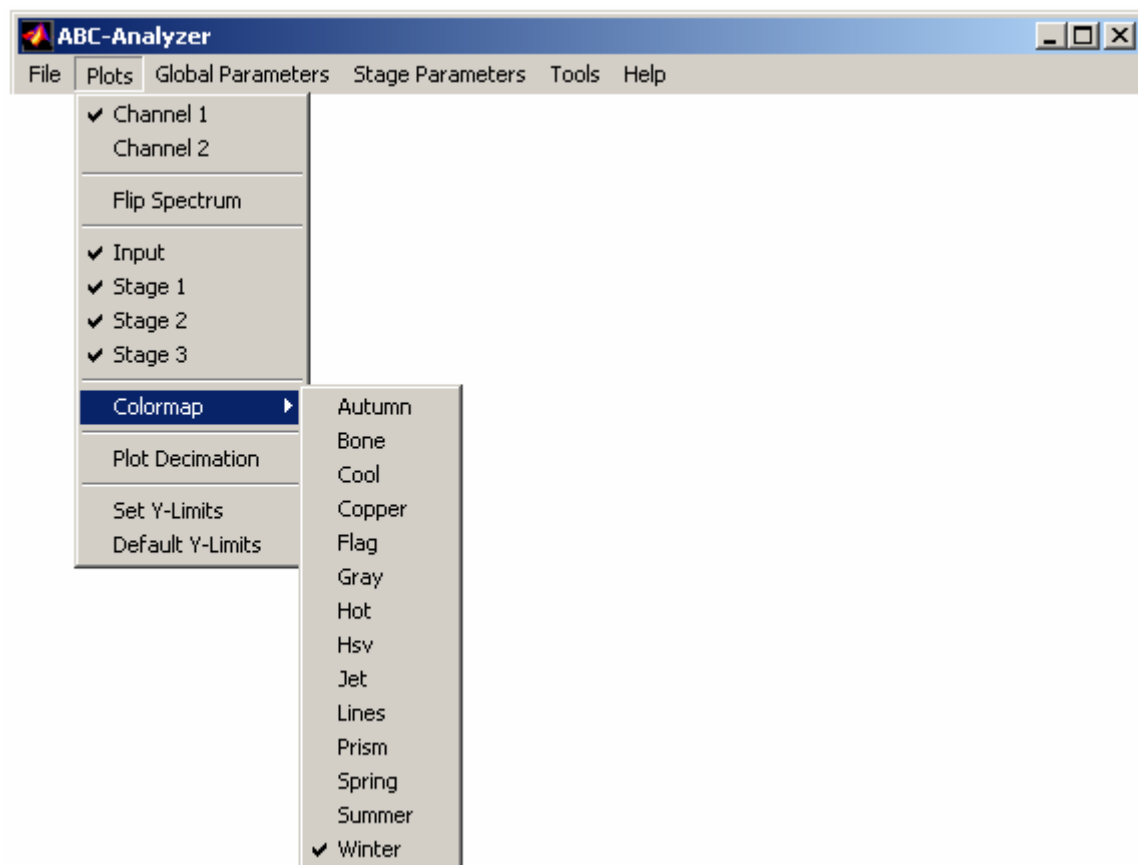 ABC-Analyzer
File Plots Global Parameters Stage Parameters Tools Help
Channel 1
Channel 2
Flip Spectrum
Input
Stage 1
Stage 2
Stage 3
Colormap
Plot Decimation
Set Y-Limits
Default Y-Limits
Autumn
Bone
Cool
Copper
Flag
Gray
Hot
Hsv
Jet
Lines
Prism
Spring
Summer
Winter